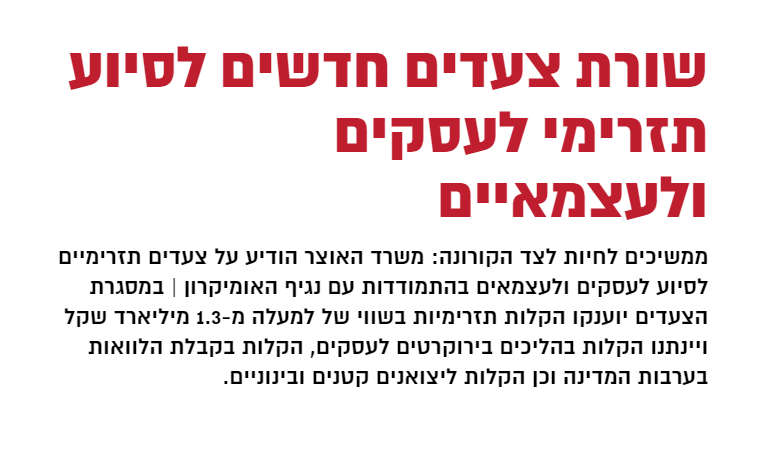 שורת צעדים חדשים לסיוע
תזרימי לעסקים
ולעצמאיים
ממשיכים לחיות לצד הקורונה: משרד האוצר הודיע על צעדים תזרימיים
לסיוע לעסקים ולעצמאים בהתמודדות עם נגיף האומיקרון | במסגרת
הצעדים יוענקו הקלות תזרימיות בשווי של למעלה מ-1.3 מיליארד שקל
ויינתנו הקלות בהליכים בירוקרטים לעסקים, הקלות בקבלת הלוואות
בערבות המדינה וכן הקלות ליצואנים קטנים ובינוניים.